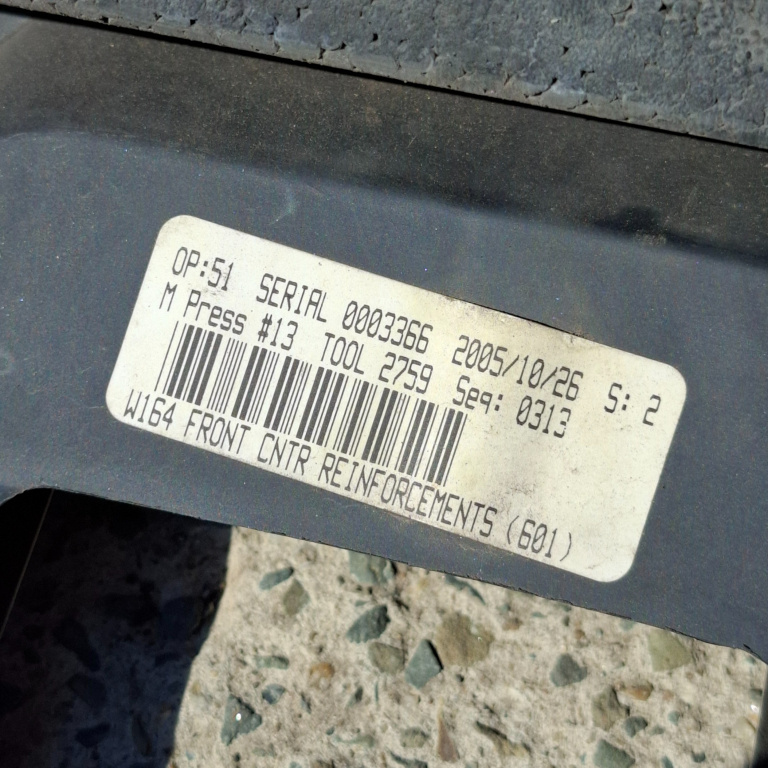 OP:51 SERIAL 0003366 2005/10/26 S: 2
M Press #13 TOOL 2759 Seq: 0313
W164 FRONT CNTR REINFORCEMENTS (601)